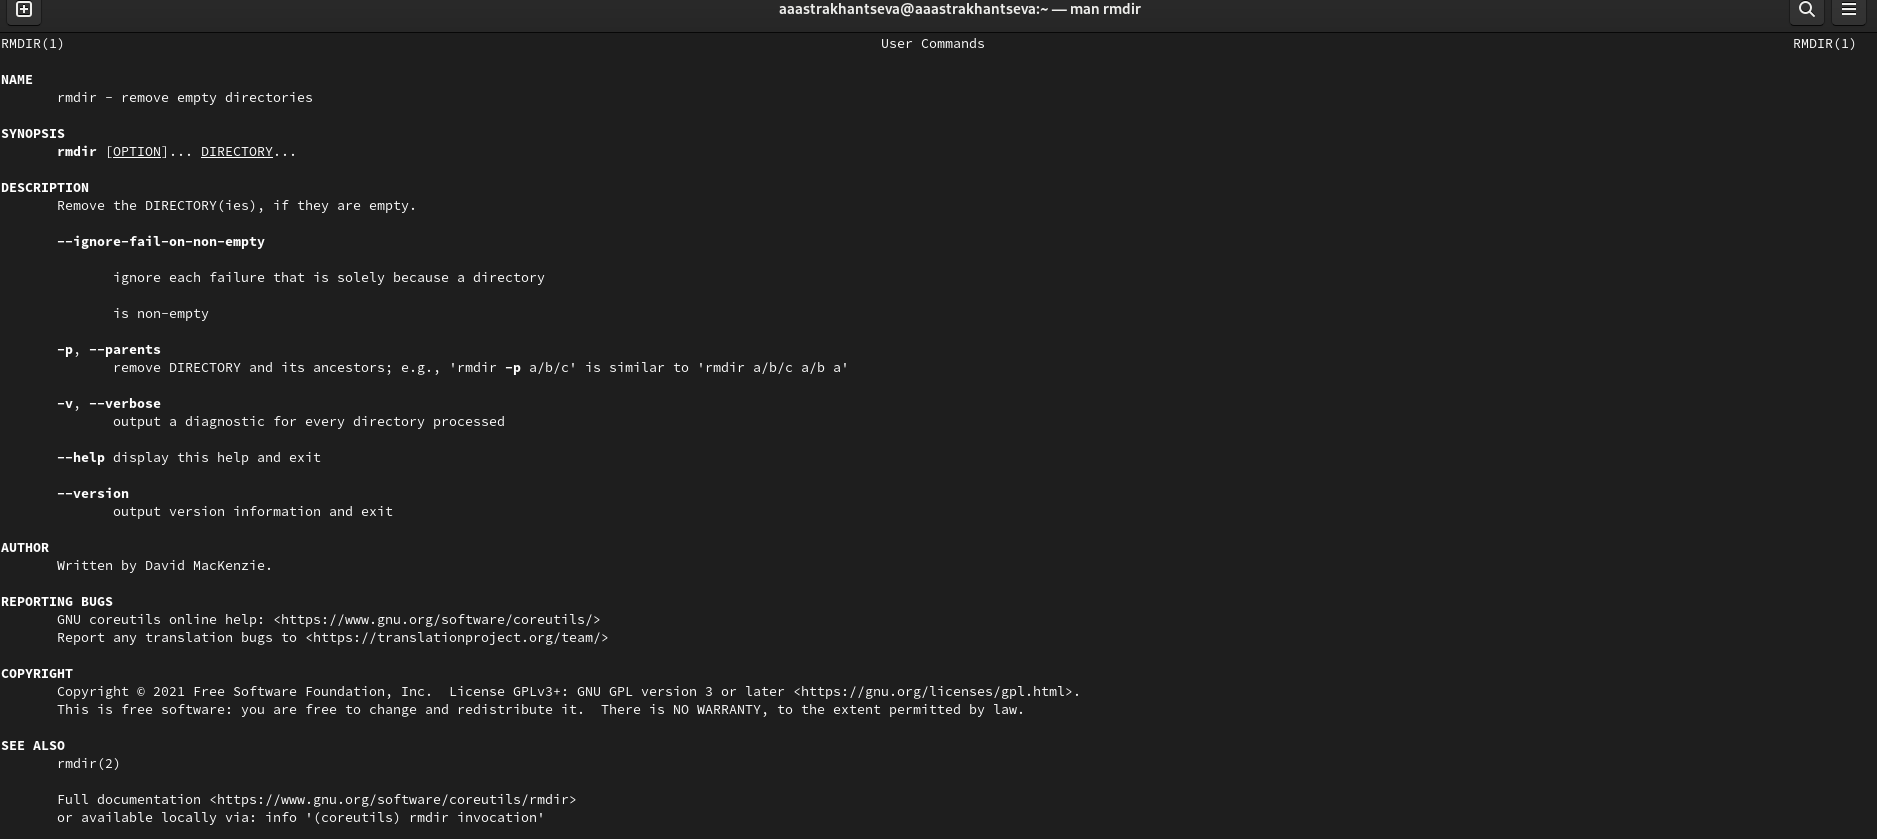 aaastrakhantseva@aaastrakhantseva:~ — man rmdir
RMDIR(1) User Commands RMDIR(1)
NAME
rmdir - remove empty directories
SYNOPSIS
rmdir [OPTION]... DIRECTORY...
DESCRIPTION
Remove the DIRECTORY(ies), if they are empty.
--ignore-fail-on-non-empty
ignore each failure that is solely because a directory
is non-empty
-p, --parents
remove DIRECTORY and its ancestors; e.g., 'rmdir -p a/b/c' is similar to 'rmdir a/b/c a/b a'
-v, --verbose
output a diagnostic for every directory processed
--help display this help and exit
--version
output version information and exit
AUTHOR
Written by David MacKenzie.
REPORTING BUGS
GNU coreutils online help: <https://www.gnu.org/software/coreutils/>
Report any translation bugs to <https://translationproject.org/team/>
COPYRIGHT
Copyright © 2021 Free Software Foundation, Inc.  License GPLv3+: GNU GPL version 3 or later <https://gnu.org/licenses/gpl.html>.
This is free software: you are free to change and redistribute it.  There is NO WARRANTY, to the extent permitted by law.
SEE ALSO
rmdir(2)
Full documentation <https://www.gnu.org/software/coreutils/rmdir>
or available locally via: info '(coreutils) rmdir invocation'